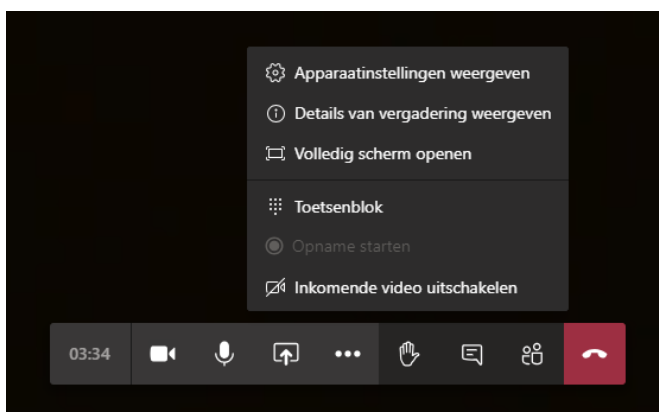 Apparaatinstellingen weergeven
Details van vergadering weergeven
Volledig scherm openen
Toetsenblok
Opname starten
Inkomende video uitschakelen
03:34